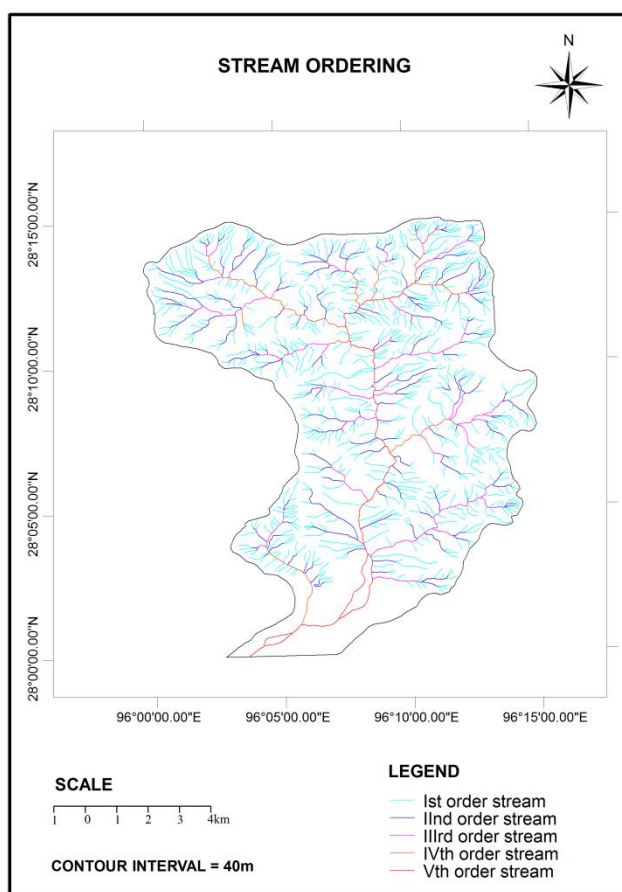 N
STREAM ORDERING
28°15'00.00"N
28°10'00.00"N
28°05'00.00"N
28°00'00.00"N
96°00'00.00"E 96°05'00.00"E 96°10'00.00"E 96°15'00.00"E
SCALE
1 0 1 2 3 4km
CONTOUR INTERVAL = 40m
LEGEND
Ist order stream
IInd order stream
IIIrd order stream
IVth order stream
Vth order stream